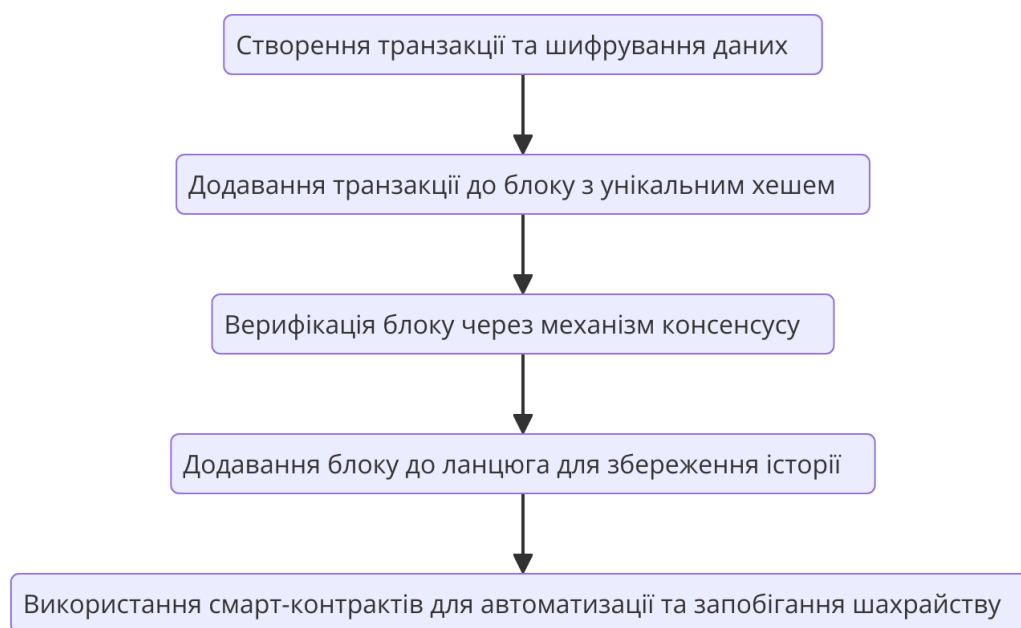 Створення транзакції та шифрування даних
Додавання транзакції до блоку з унікальним хешем
Верифікація блоку через механізм консенсусу
Додавання блоку до ланцюга для збереження історії
Використання смарт-контрактів для автоматизації та запобігання шахрайству